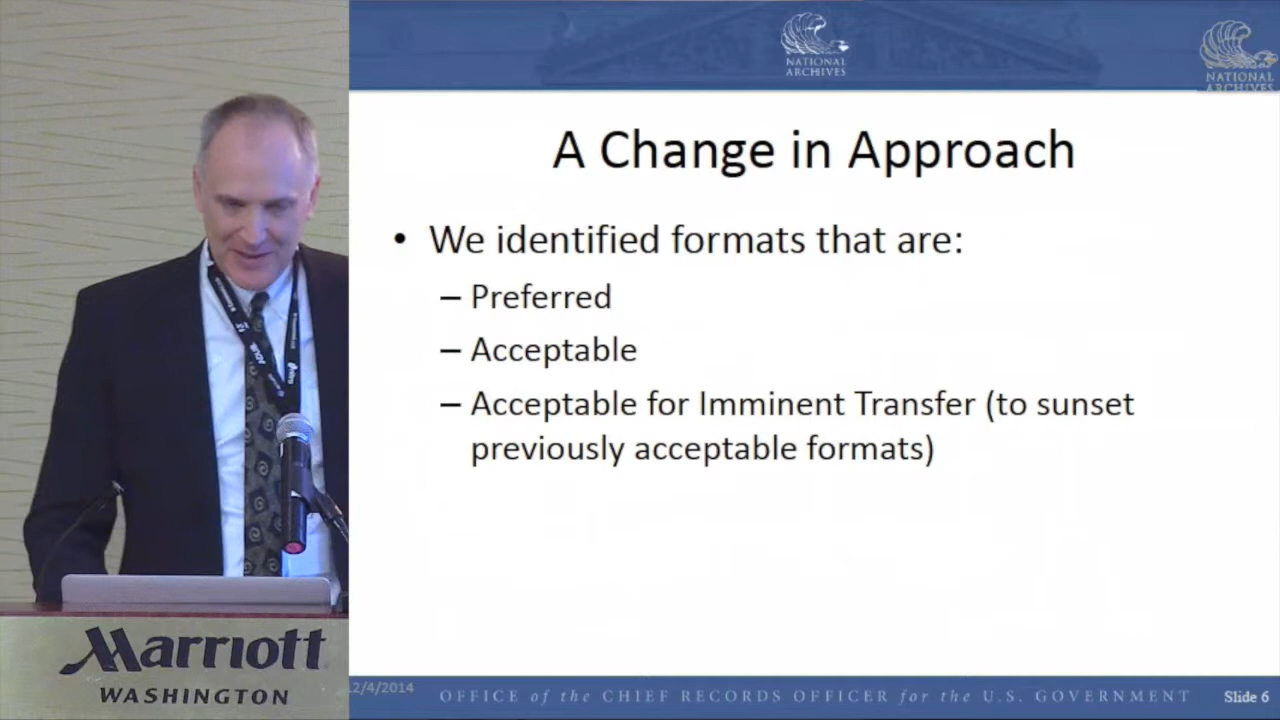 NATIONAL
ARCHIVES
NATIONAL
ARCHIVES
A Change in Approach
• We identified formats that are:
– Preferred
– Acceptable
– Acceptable for Imminent Transfer (to sunset
previously acceptable formats)
Marriott
WASHINGTON
12/4/2014
OFFICE of the CHIEF RECORDS OFFICER for the U.S. GOVERNMENT
Slide 6